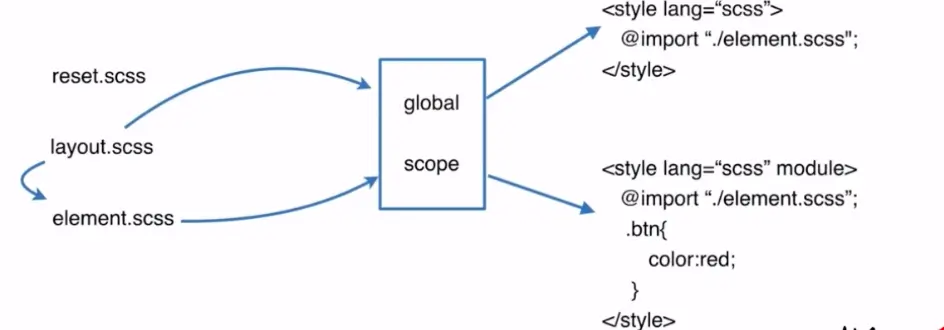 reset.scss
layout.scss
element.scss
global
scope
<style lang=“scss”>
@import “./element.scss";
</style>
<style lang=“scss” module>
@import “./element.scss”;
.btn{
color:red;
}
</style>